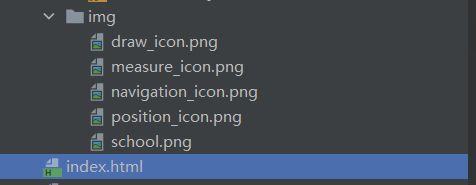 img
draw_icon.png
measure_icon.png
navigation_icon.png
position_icon.png
school.png
index.html